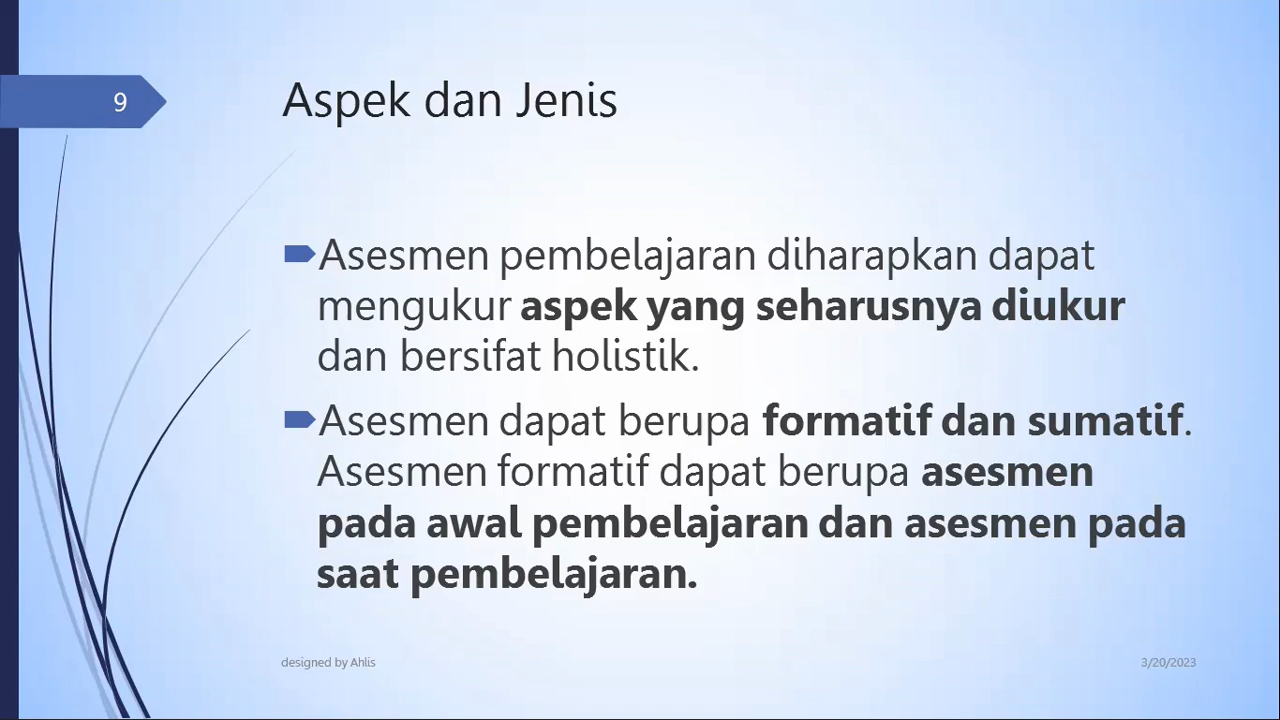 9
Aspek dan Jenis
Asesmen pembelajaran diharapkan dapat
mengukur aspek yang seharusnya diukur
dan bersifat holistik.
Asesmen dapat berupa formatif dan sumatif.
Asesmen formatif dapat berupa asesmen
pada awal pembelajaran dan asesmen pada
saat pembelajaran.
designed by Ahlis
3/20/2023